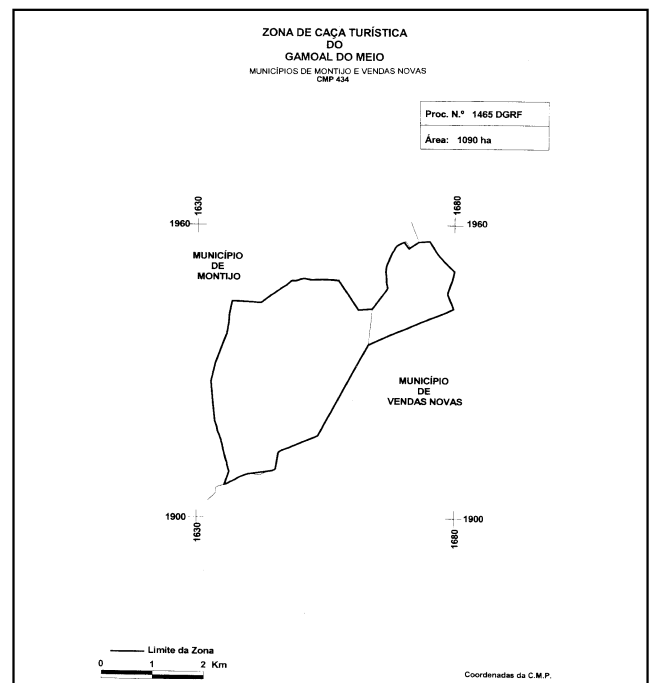 ZONA DE CAÇA TURÍSTICA
DO
GAMOAL DO MEIO
MUNICÍPIOS DE MONTIJO E VENDAS NOVAS
CMP 434
Proc. N.º 1465 DGRF
Área: 1090 ha
1630
1960
1680
1960
MUNICÍPIO
DE
MONTIJO
MUNICÍPIO
DE
VENDAS NOVAS
1900
1630
1900
1680
Limite da Zona
0 1 2 Km
Coordenadas da C.M.P.